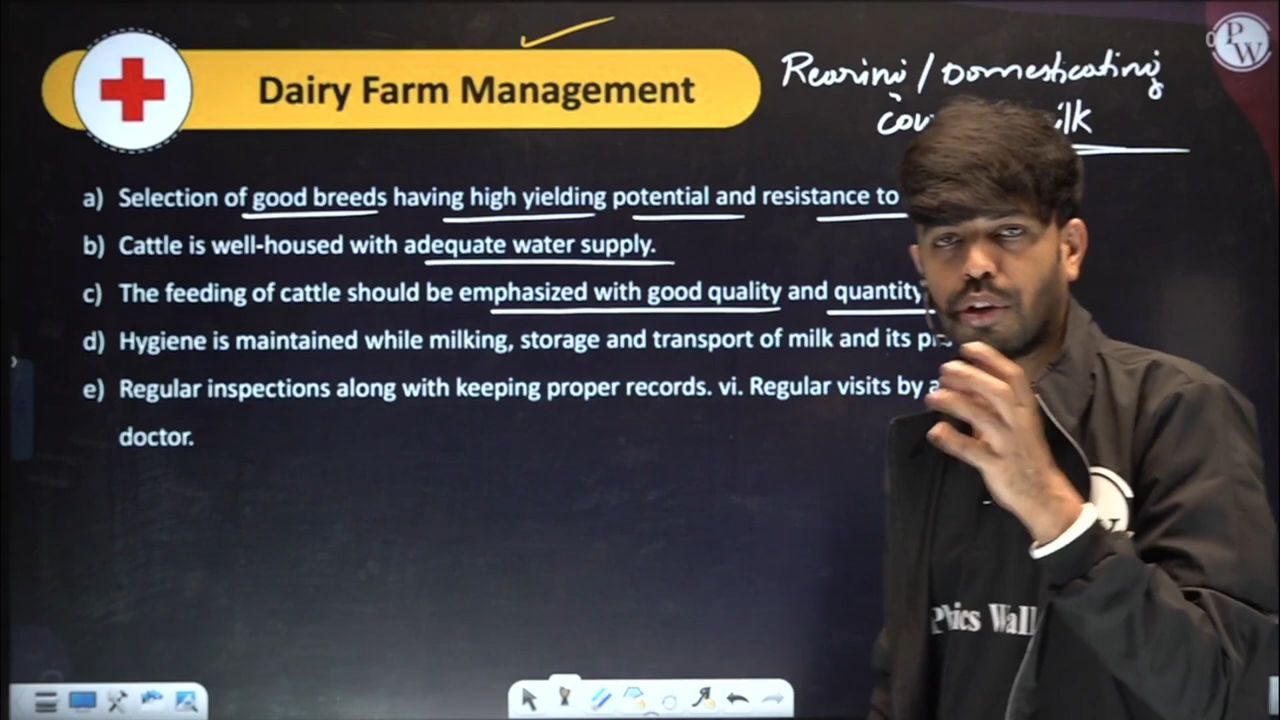 Dairy Farm Management
Rearing / Domesticating
PW
a) Selection of good breeds having high yielding potential and resistance to
b) Cattle is well-housed with adequate water supply.
c) The feeding of cattle should be emphasized with good quality and quantity
d) Hygiene is maintained while milking, storage and transport of milk and its
e) Regular inspections along with keeping proper records. vi. Regular visits by
doctor.